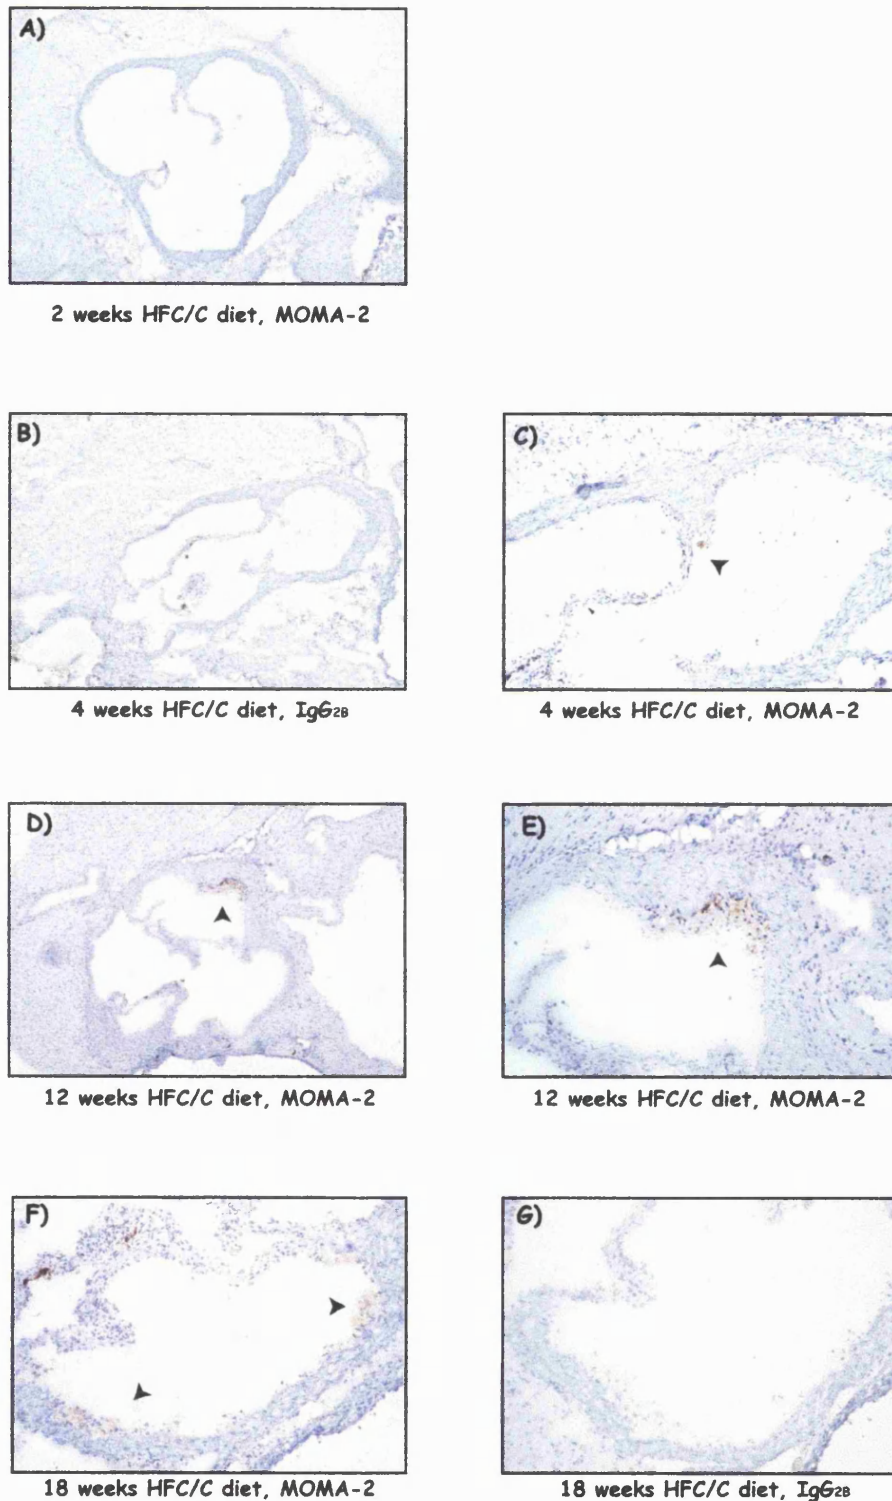 A)
2 weeks HFC/C diet, MOMA-2
B)
4 weeks HFC/C diet, IgG2B
C)
4 weeks HFC/C diet, MOMA-2
D)
12 weeks HFC/C diet, MOMA-2
E)
12 weeks HFC/C diet, MOMA-2
F)
18 weeks HFC/C diet, MOMA-2
G)
18 weeks HFC/C diet, IgG2B